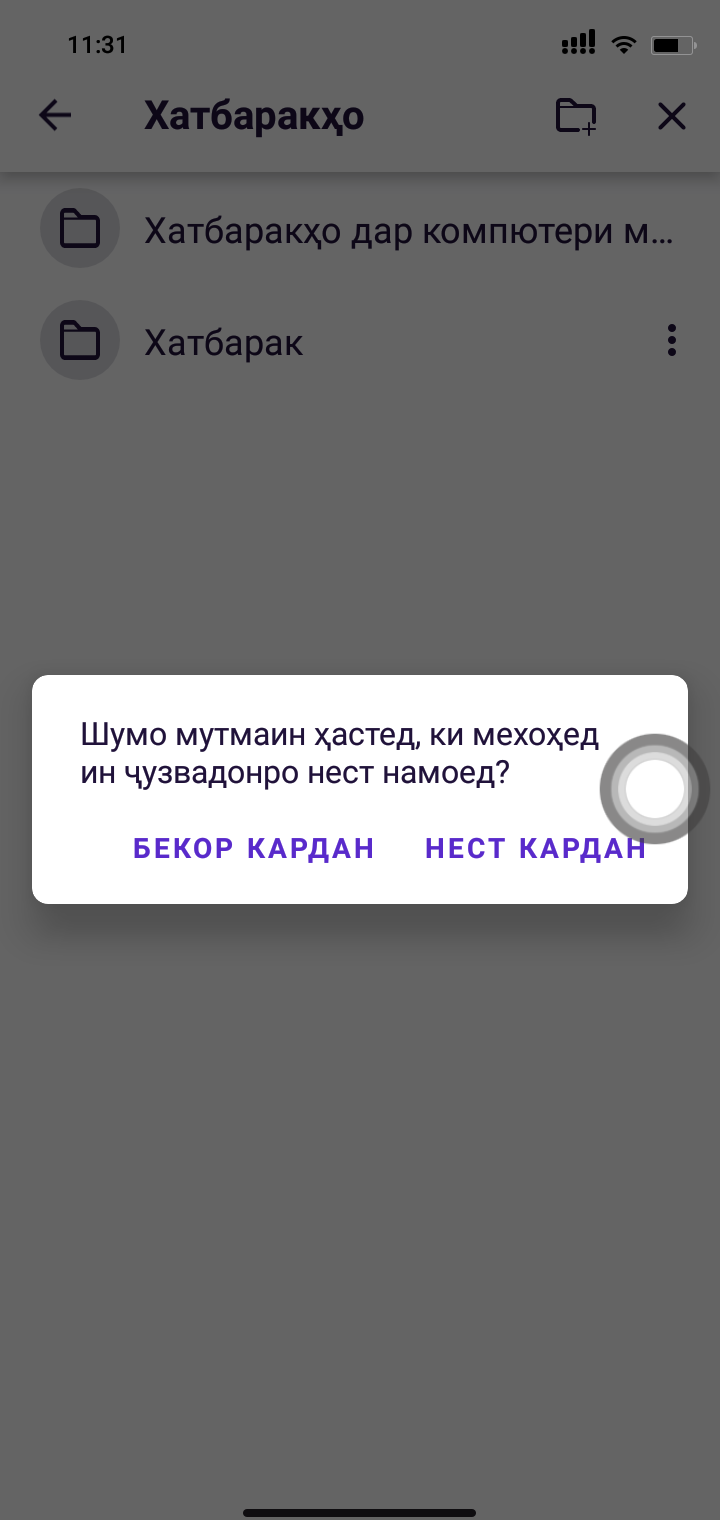 11:31
Хатбаракҳо
Хатбаракҳо дар компютери м...
Хатбарак
Шумо мутмаин ҳастед, ки мехоҳед
ин ҷузвадонро нест намоед?
БЕКОР КАРДАН НЕСТ КАРДАН